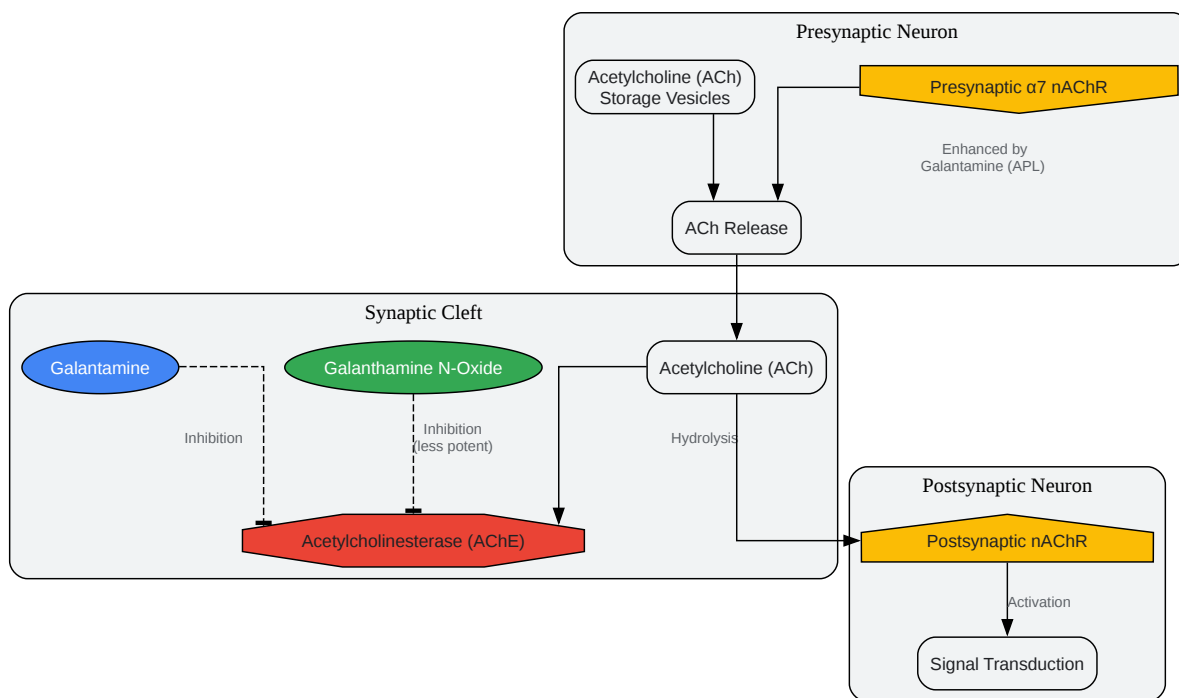 Presynaptic Neuron
Acetylcholine (ACh)
Storage Vesicles
Presynaptic α7 nAChR
Enhanced by
Galantamine (APL)
ACh Release
Synaptic Cleft
Galantamine
Galanthamine N-Oxide
Acetylcholine (ACh)
Inhibition
Inhibition
(less potent)
Hydrolysis
Acetylcholinesterase (AChE)
Postsynaptic Neuron
Postsynaptic nAChR
Activation
Signal Transduction